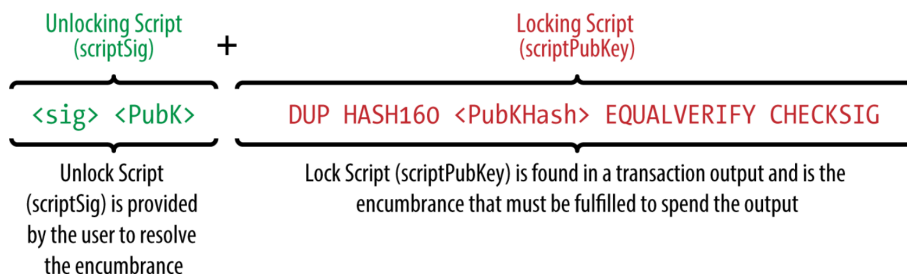 Unlocking Script
(scriptSig)
+
Locking Script
(scriptPubKey)
<sig> <PubK>
DUP HASH160 <PubKHash> EQUALVERIFY CHECKSIG
Unlock Script
(scriptSig) is provided
by the user to resolve
the encumbrance
Lock Script (scriptPubKey) is found in a transaction output and is the
encumbrance that must be fulfilled to spend the output